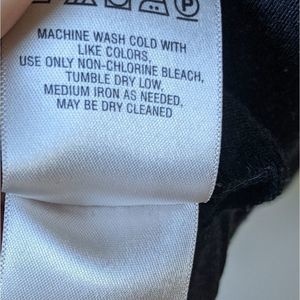 P
MACHINE WASH COLD WITH
LIKE COLORS,
USE ONLY NON-CHLORINE BLEACH,
TUMBLE DRY LOW,
MEDIUM IRON AS NEEDED,
MAY BE DRY CLEANED